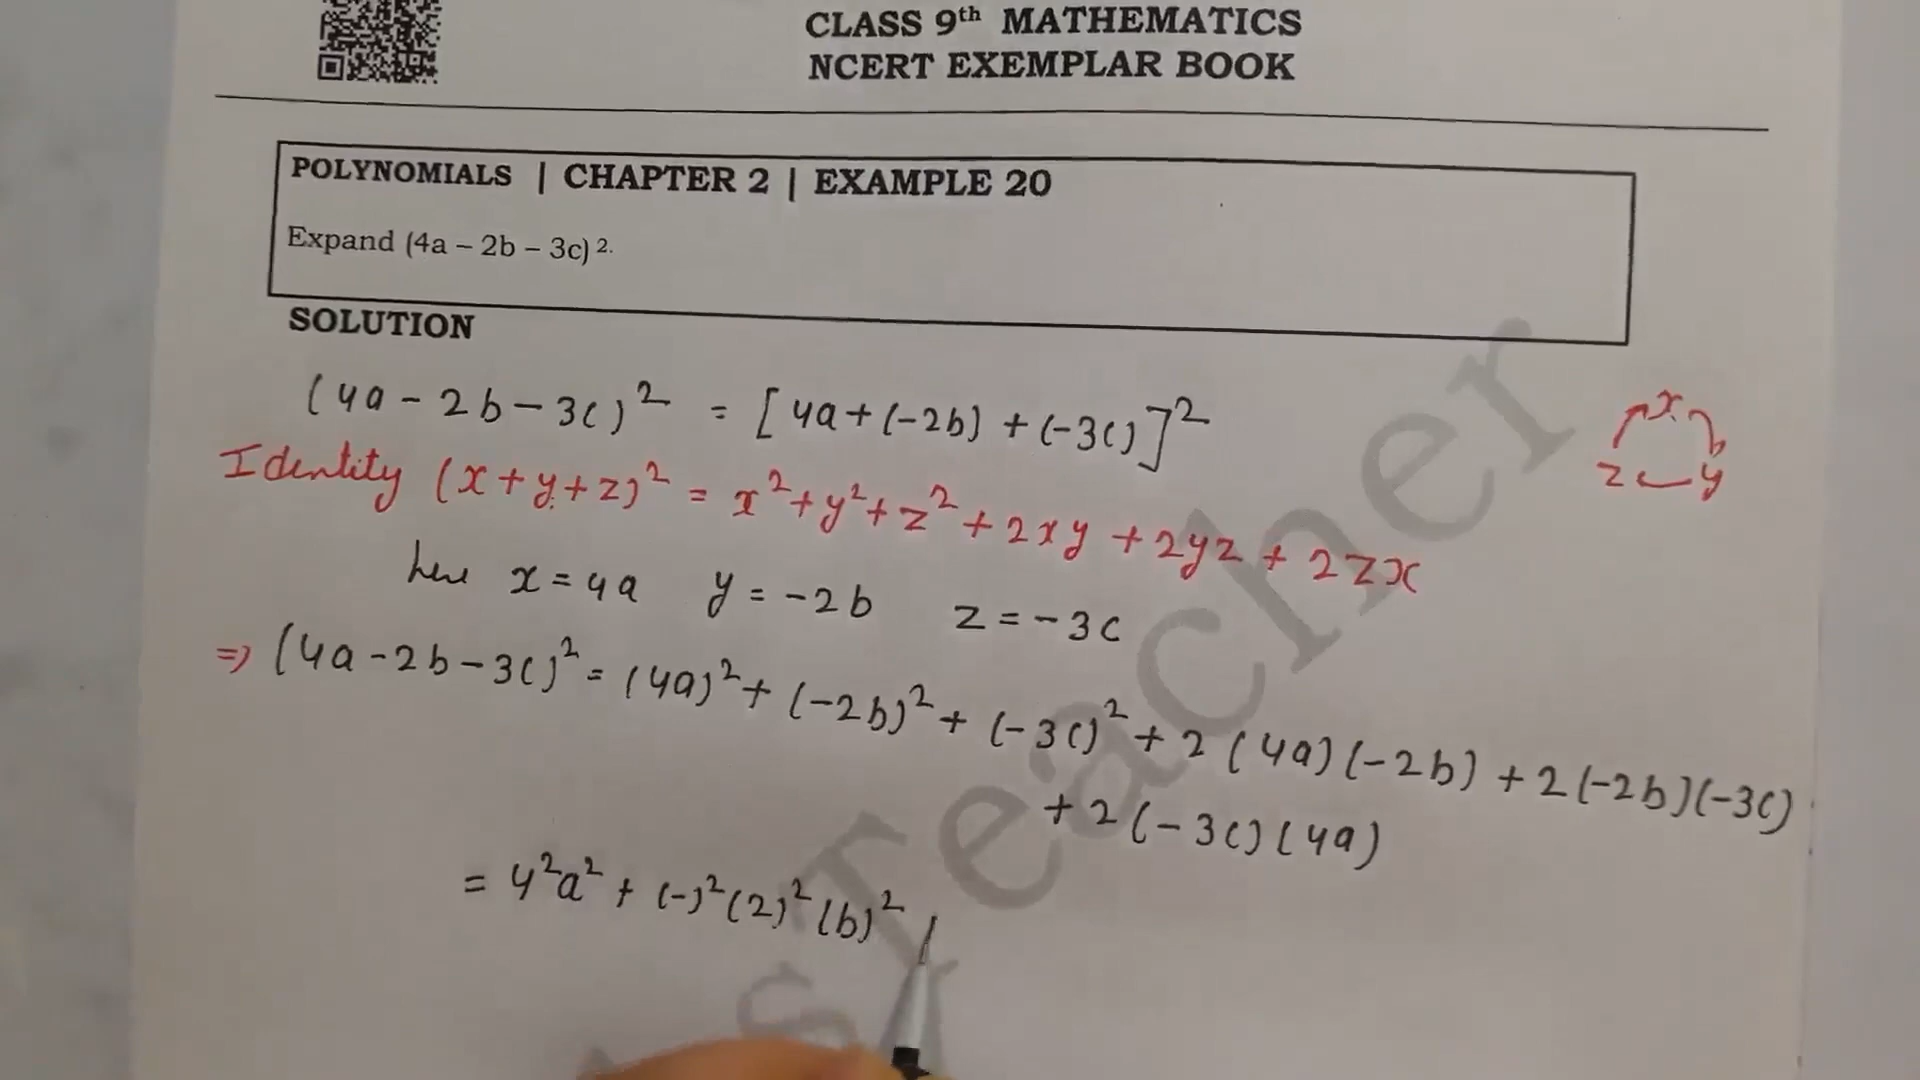 CLASS 9th MATHEMATICS
NCERT EXEMPLAR BOOK
POLYNOMIALS | CHAPTER 2 | EXAMPLE 20
Expand (4a – 2b – 3c) 2.
SOLUTION
(4a - 2b - 3c)² = [4a + (-2b) + (-3c)]²
x
z y
Identity (x + y + z)² = x² + y² + z² + 2xy + 2yz + 2zx
here x = 4a y = -2b z = -3c
=> (4a - 2b - 3c)² = (4a)² + (-2b)² + (-3c)² + 2(4a)(-2b) + 2(-2b)(-3c)
+ 2(-3c)(4a)
= 4²a² + (-)²(2)²(b)²
Teacher